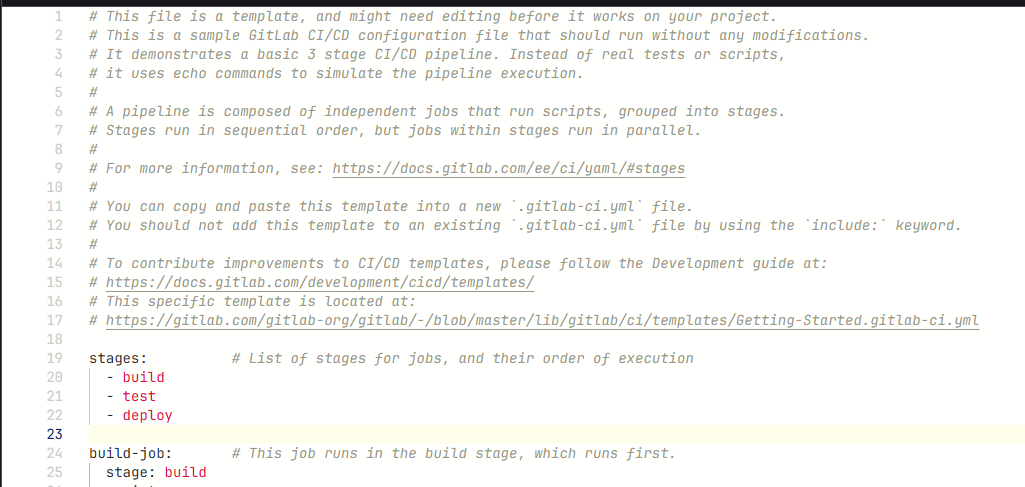 1 # This file is a template, and might need editing before it works on your project.
2 # This is a sample GitLab CI/CD configuration file that should run without any modifications.
3 # It demonstrates a basic 3 stage CI/CD pipeline. Instead of real tests or scripts,
4 # it uses echo commands to simulate the pipeline execution.
5 #
6 # A pipeline is composed of independent jobs that run scripts, grouped into stages.
7 # Stages run in sequential order, but jobs within stages run in parallel.
8 #
9 # For more information, see: https://docs.gitlab.com/ee/ci/yaml/#stages
10 #
11 # You can copy and paste this template into a new `.gitlab-ci.yml` file.
12 # You should not add this template to an existing `.gitlab-ci.yml` file by using the `include:` keyword.
13 #
14 # To contribute improvements to CI/CD templates, please follow the Development guide at:
15 # https://docs.gitlab.com/development/cicd/templates/
16 # This specific template is located at:
17 # https://gitlab.com/gitlab-org/gitlab/-/blob/master/lib/gitlab/ci/templates/Getting-Started.gitlab-ci.yml
18
19 stages:          # List of stages for jobs, and their order of execution
20   - build
21   - test
22   - deploy
23
24 build-job:       # This job runs in the build stage, which runs first.
25   stage: build